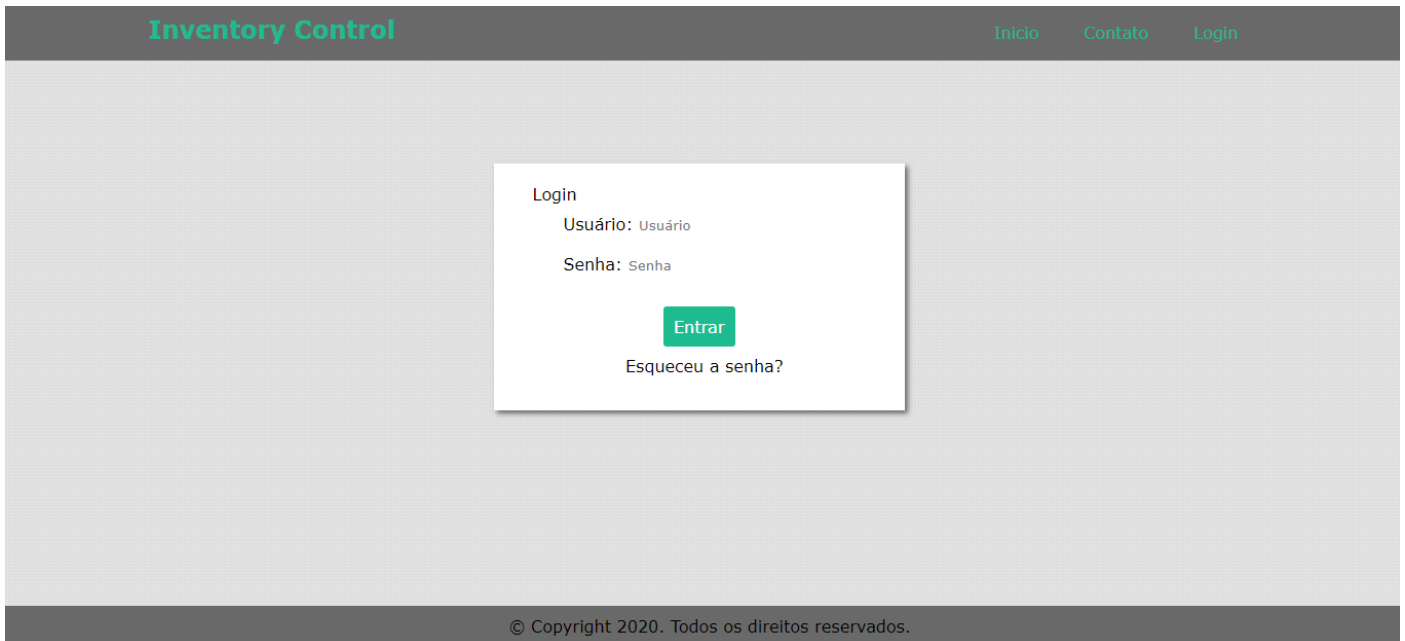 Inventory Control
Inicio Contato Login
Login
Usuário: Usuário
Senha: Senha
Entrar
Esqueceu a senha?
© Copyright 2020. Todos os direitos reservados.